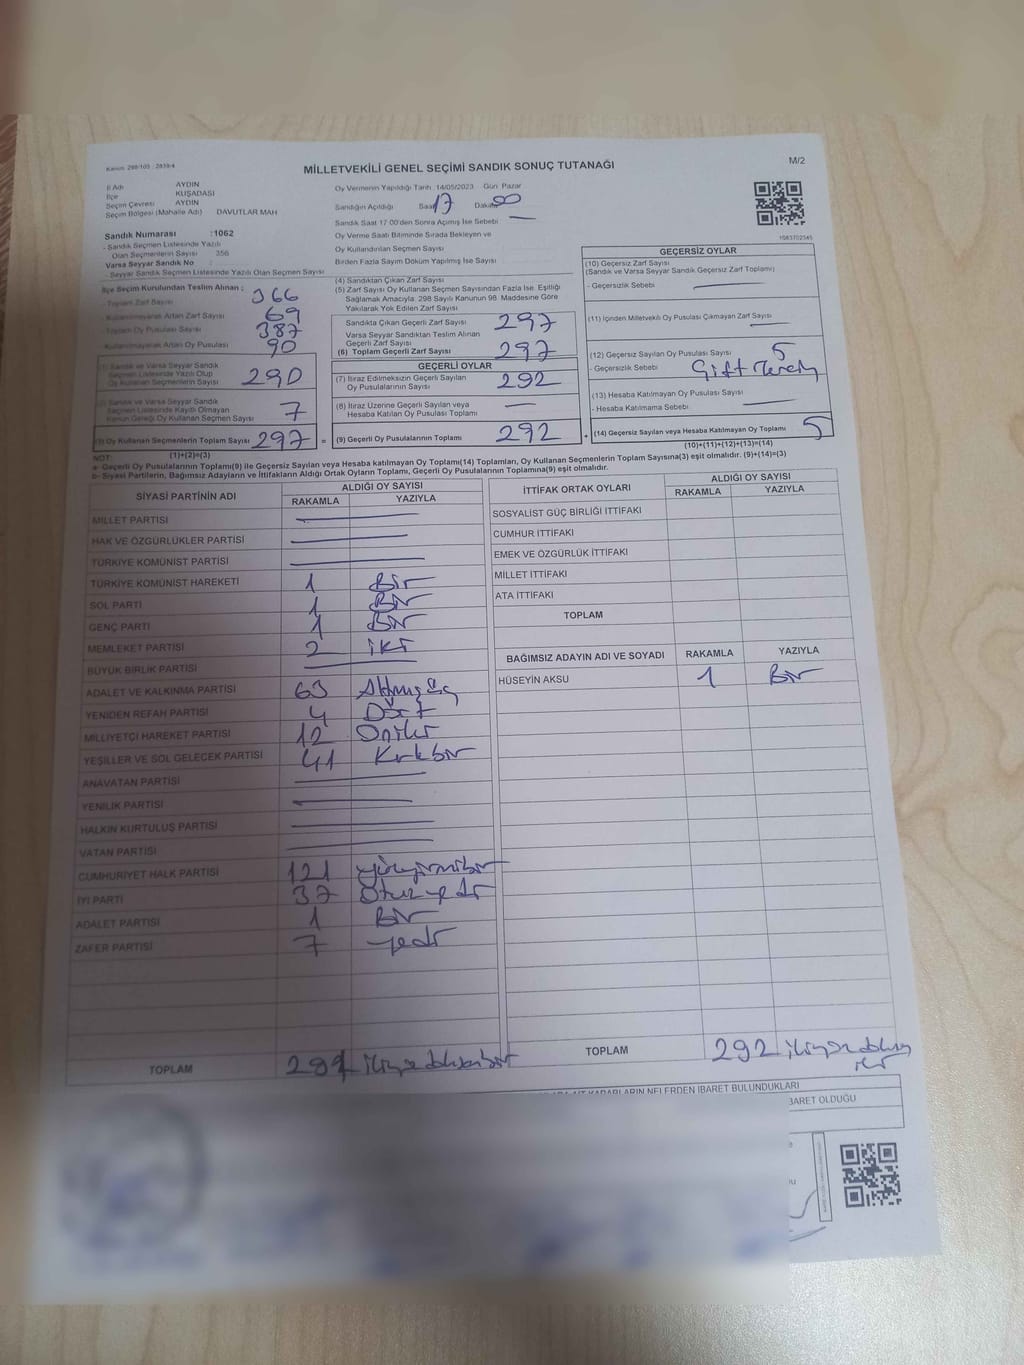 Kanun: 298/105 : 2839/4
MİLLETVEKİLİ GENEL SEÇİMİ SANDIK SONUÇ TUTANAĞI
M/2
İl Adı AYDIN
İlçe KUŞADASI
Seçim Çevresi AYDIN
Seçim Bölgesi (Mahalle Adı) DAVUTLAR MAH
Sandık Numarası :1062
- Sandık Seçmen Listesinde Yazılı
Olan Seçmenlerin Sayısı 356
Varsa Seyyar Sandık No :
- Seyyar Sandık Seçmen Listesinde Yazılı Olan Seçmen Sayısı :
Oy Vermenin Yapıldığı Tarih :14/05/2023 Gün Pazar
Sandığın Açıldığı Saat 17 Dakika 00
Sandık Saat 17 00'den Sonra Açılmış İse Sebebi
Oy Verme Saati Bitiminde Sırada Bekleyen ve
Oy Kullandırılan Seçmen Sayısı
Birden Fazla Sayım Döküm Yapılmış İse Sayısı
1083702345
İlçe Seçim Kurulundan Teslim Alınan ;
- Toplam Zarf Sayısı 366
- Kullanılmayarak Artan Zarf Sayısı 69
- Toplam Oy Pusulası Sayısı 387
- Kullanılmayarak Artan Oy Pusulası 90
(1) Sandık ve Varsa Seyyar Sandık
Seçmen Listesinde Yazılı Olup
Oy Kullanan Seçmenlerin Sayısı 290
(2) Sandık ve Varsa Seyyar Sandık
Seçmen Listesinde Kayıtlı Olmayan
Kanun Gereği Oy Kullanan Seçmen Sayısı 7
(3) Oy Kullanan Seçmenlerin Toplam Sayısı 297 =
(1)+(2)=(3)
(4) Sandıktan Çıkan Zarf Sayısı
(5) Zarf Sayısı Oy Kullanan Seçmen Sayısından Fazla İse, Eşitliği
Sağlamak Amacıyla, 298 Sayılı Kanunun 98. Maddesine Göre
Yakılarak Yok Edilen Zarf Sayısı
Sandıkta Çıkan Geçerli Zarf Sayısı 297
Varsa Seyyar Sandıktan Teslim Alınan
Geçerli Zarf Sayısı
(6) Toplam Geçerli Zarf Sayısı 297
GEÇERLİ OYLAR
(7) İtiraz Edilmeksizin Geçerli Sayılan
Oy Pusulalarının Sayısı 292
(8) İtiraz Üzerine Geçerli Sayılan veya
Hesaba Katılan Oy Pusulası Toplamı
(9) Geçerli Oy Pusulalarının Toplamı 292 +
GEÇERSİZ OYLAR
(10) Geçersiz Zarf Sayısı
(Sandık ve Varsa Seyyar Sandık Geçersiz Zarf Toplamı)
- Geçersizlik Sebebi :
(11) İçinden Milletvekili Oy Pusulası Çıkmayan Zarf Sayısı
(12) Geçersiz Sayılan Oy Pusulası Sayısı 5
- Geçersizlik Sebebi :
(13) Hesaba Katılmayan Oy Pusulası Sayısı
- Hesaba Katılmama Sebebi
(14) Geçersiz Sayılan veya Hesaba Katılmayan Oy Toplamı 5
(10)+(11)+(12)+(13)=(14)
NOT:
a- Geçerli Oy Pusulalarının Toplamı(9) ile Geçersiz Sayılan veya Hesaba katılmayan Oy Toplamı(14) Toplamları, Oy Kullanan Seçmenlerin Toplam Sayısına(3) eşit olmalıdır. (9)+(14)=(3)
b- Siyasi Partilerin, Bağımsız Adayların ve İttifakların Aldığı Ortak Oyların Toplamı, Geçerli Oy Pusulalarının Toplamına(9) eşit olmalıdır.
SİYASİ PARTİNİN ADI
ALDIĞI OY SAYISI
RAKAMLA YAZIYLA
MİLLET PARTİSİ
HAK VE ÖZGÜRLÜKLER PARTİSİ
TÜRKİYE KOMÜNİST PARTİSİ
TÜRKİYE KOMÜNİST HAREKETİ 1 Bir
SOL PARTİ 1 Bir
GENÇ PARTİ 1 Bir
MEMLEKET PARTİSİ 2 iki
BÜYÜK BİRLİK PARTİSİ
ADALET VE KALKINMA PARTİSİ 63 Altmışüç
YENİDEN REFAH PARTİSİ 4 Dört
MİLLİYETÇİ HAREKET PARTİSİ 12 Oniki
YEŞİLLER VE SOL GELECEK PARTİSİ 41 Kırkbir
ANAVATAN PARTİSİ
YENİLİK PARTİSİ
HALKIN KURTULUŞ PARTİSİ
VATAN PARTİSİ
CUMHURİYET HALK PARTİSİ 121 yüzyirmibir
İYİ PARTİ 37 Otuzyedi
ADALET PARTİSİ 1 Bir
ZAFER PARTİSİ 7 yedi
TOPLAM 291 ikiyüzdoksanbir
İTTİFAK ORTAK OYLARI
ALDIĞI OY SAYISI
RAKAMLA YAZIYLA
SOSYALİST GÜÇ BİRLİĞİ İTTİFAKI
CUMHUR İTTİFAKI
EMEK VE ÖZGÜRLÜK İTTİFAKI
MİLLET İTTİFAKI
ATA İTTİFAKI
TOPLAM
BAĞIMSIZ ADAYIN ADI VE SOYADI RAKAMLA YAZIYLA
HÜSEYİN AKSU 1 Bir
TOPLAM 292 ikiyüzdoksan
iki
KARARLARIN NELERDEN İBARET BULUNDUKLARI
İBARET OLDUĞU